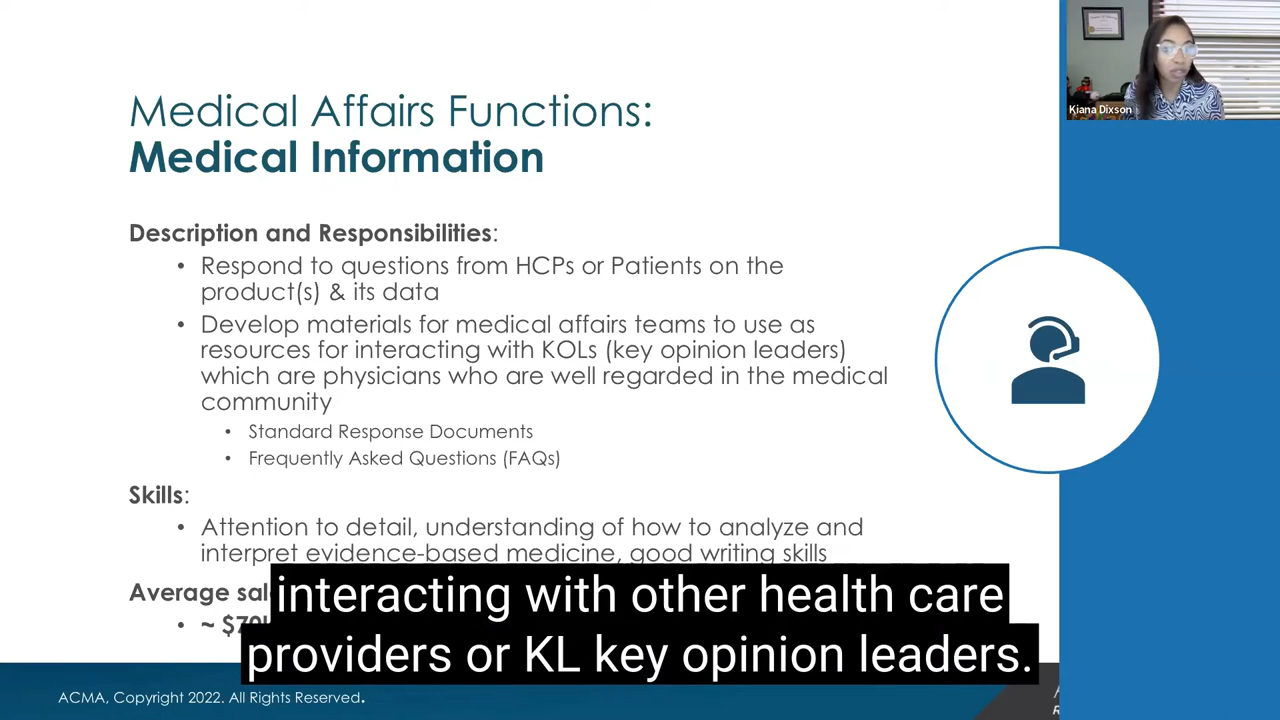 Kiana Dixson
Medical Affairs Functions:
Medical Information
Description and Responsibilities:
• Respond to questions from HCPs or Patients on the
product(s) & its data
• Develop materials for medical affairs teams to use as
resources for interacting with KOLs (key opinion leaders)
which are physicians who are well regarded in the medical
community
• Standard Response Documents
• Frequently Asked Questions (FAQs)
Skills:
• Attention to detail, understanding of how to analyze and
interpret evidence-based medicine, good writing skills
Average
• ~
interacting with other health care
providers or KL key opinion leaders.
ACMA, Copyright 2022. All Rights Reserved.